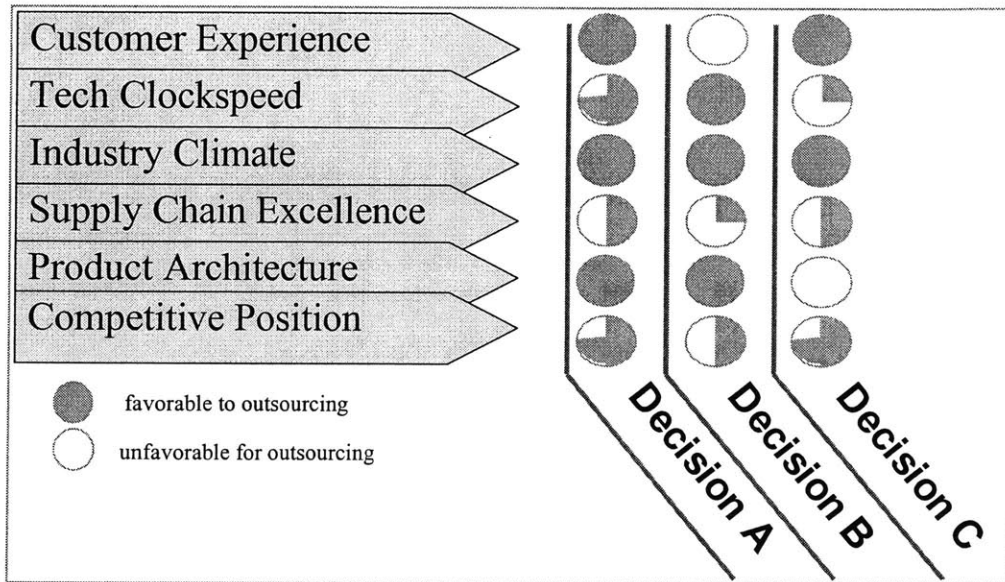 Customer Experience
Tech Clockspeed
Industry Climate
Supply Chain Excellence
Product Architecture
Competitive Position
favorable to outsourcing
unfavorable for outsourcing
Decision A
Decision B
Decision C